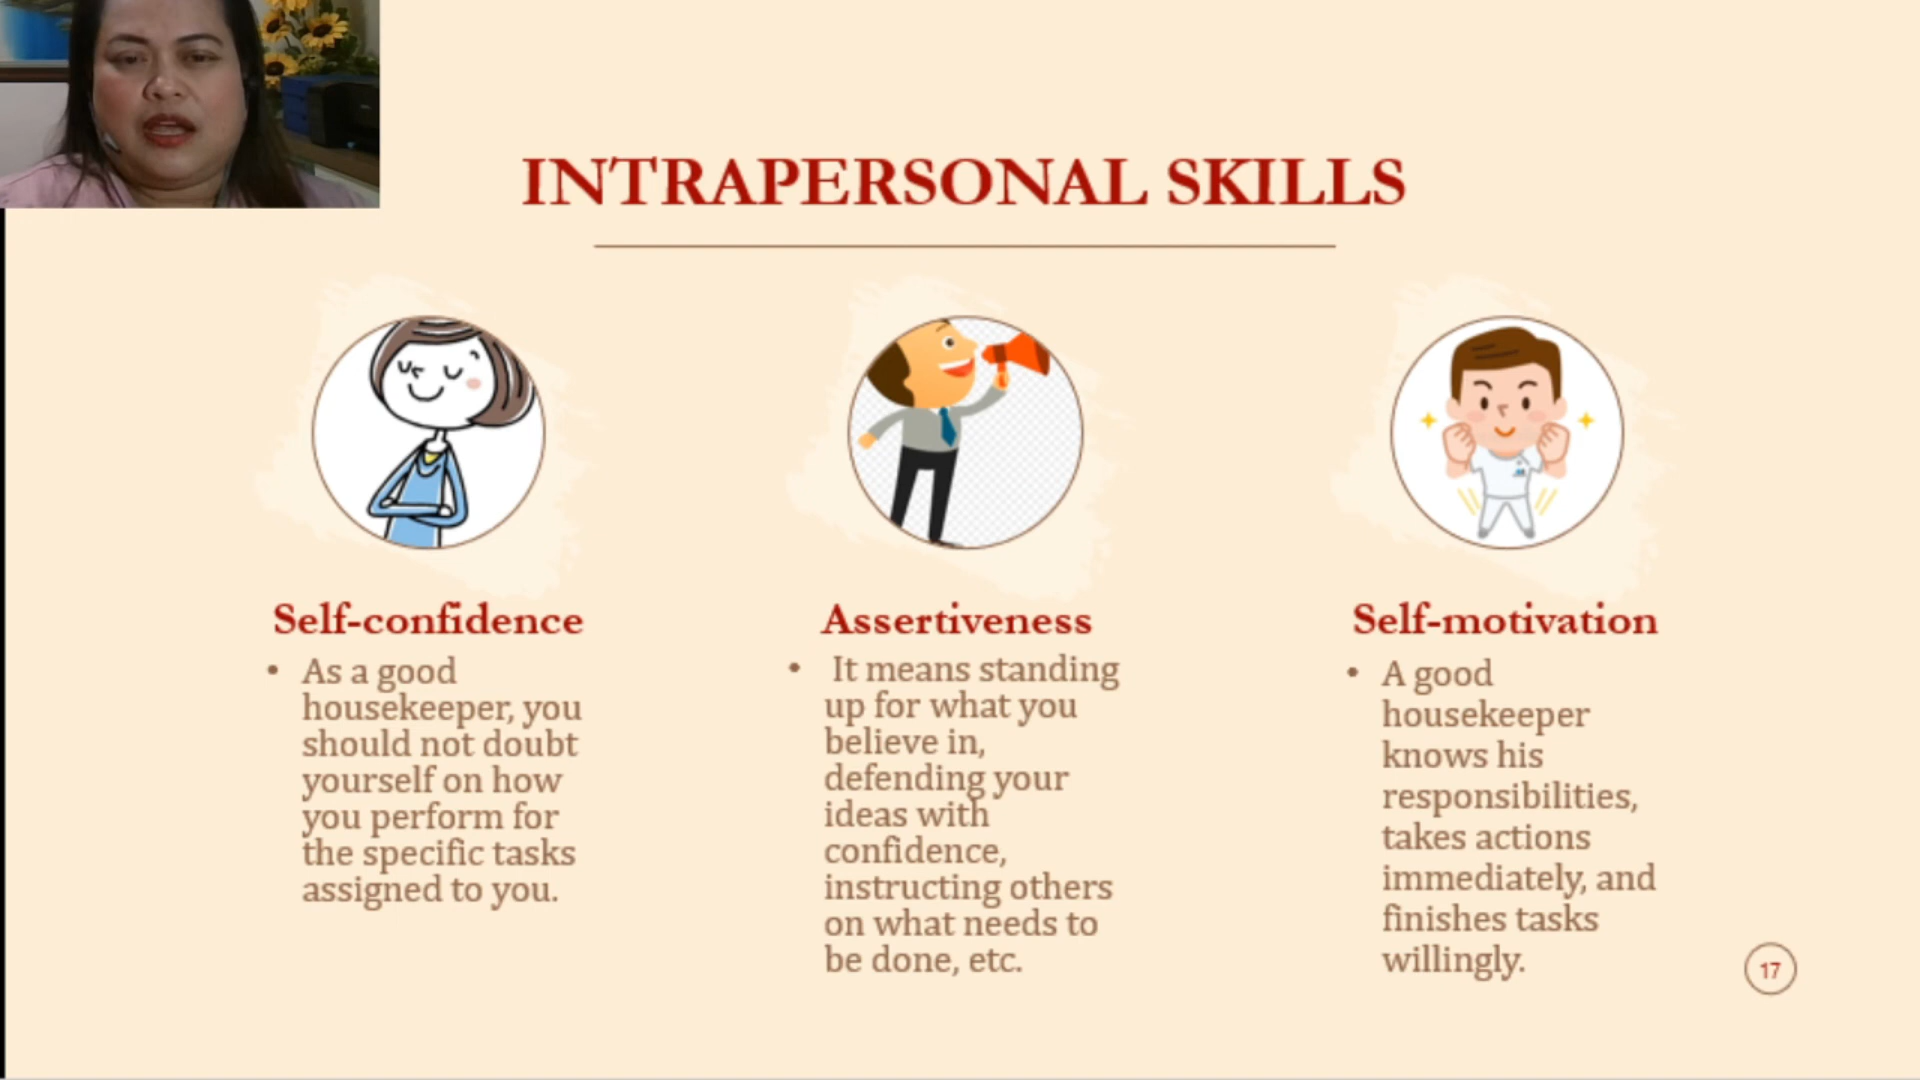 INTRAPERSONAL SKILLS
Self-confidence
• As a good
housekeeper, you
should not doubt
yourself on how
you perform for
the specific tasks
assigned to you.
Assertiveness
• It means standing
up for what you
believe in,
defending your
ideas with
confidence,
instructing others
on what needs to
be done, etc.
Self-motivation
• A good
housekeeper
knows his
responsibilities,
takes actions
immediately, and
finishes tasks
willingly.
17